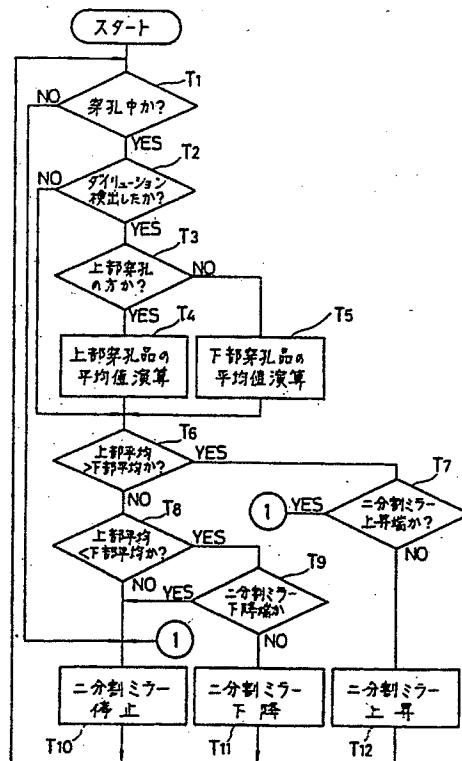 スタート
T1
NO
穿孔中か?
YES
T2
NO
ダイリューション
検出したか?
YES
T3
上部穿孔
の方か?
NO
YES
T4
T5
上部穿孔品の
平均値演算
下部穿孔品の
平均値演算
T6
上部平均
>下部平均か?
YES
T7
NO
T8
1
YES
二分割ミラー
上昇端か?
上部平均
<下部平均か?
YES
NO
T9
NO
YES
二分割ミラー
下降端か
1
NO
二分割ミラー
停止
二分割ミラー
下降
二分割ミラー
上昇
T10
T11
T12